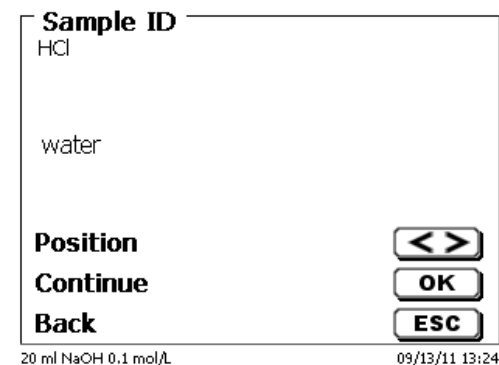 Sample ID
HCl
water
Position < >
Continue OK
Back ESC
20 ml NaOH 0.1 mol/L 09/13/11 13:24